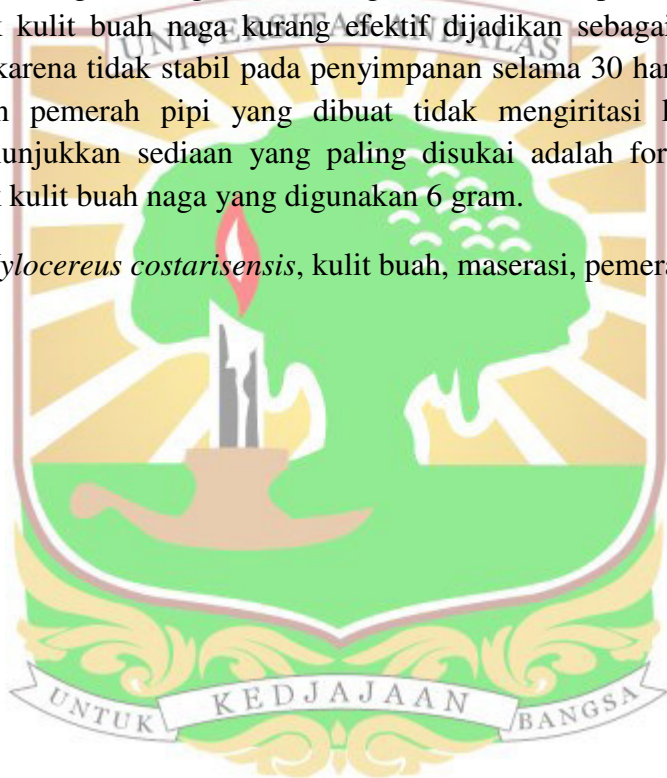 kulit buah naga kurang efektif dijadikan sebagai
UNIVERSITAS ANDALAS
karena tidak stabil pada penyimpanan selama 30 har
pemerah pipi yang dibuat tidak mengiritasi
unjukkan sediaan yang paling disukai adalah for
kulit buah naga yang digunakan 6 gram.
ylocereus costarisensis, kulit buah, maserasi, pemera
UNTUK KEDJAJAAN BANGSA